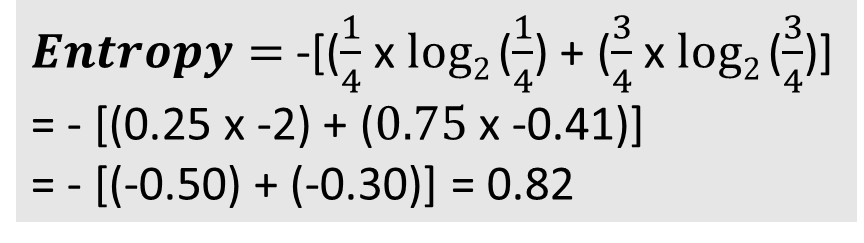 Entropy = -[(1/4 x log₂ (1/4) + (3/4 x log₂ (3/4)]
= - [(0.25 x -2) + (0.75 x -0.41)]
= - [(-0.50) + (-0.30)] = 0.82